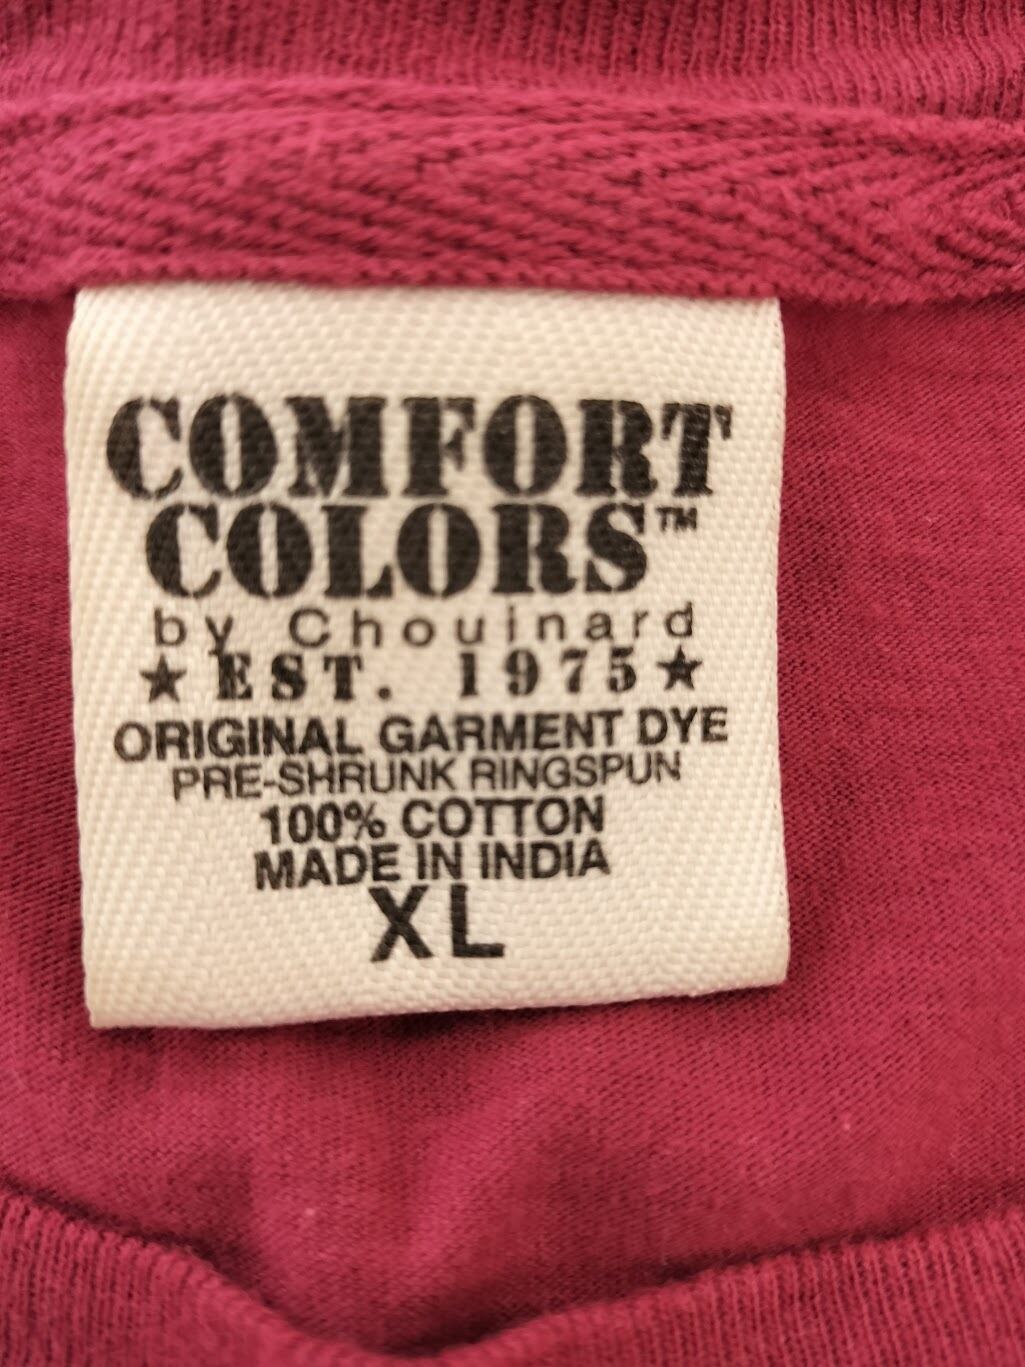 COMFORT
COLORS™
by Chouinard
★ EST. 1975 ★
ORIGINAL GARMENT DYE
PRE-SHRUNK RINGSPUN
100% COTTON
MADE IN INDIA
XL